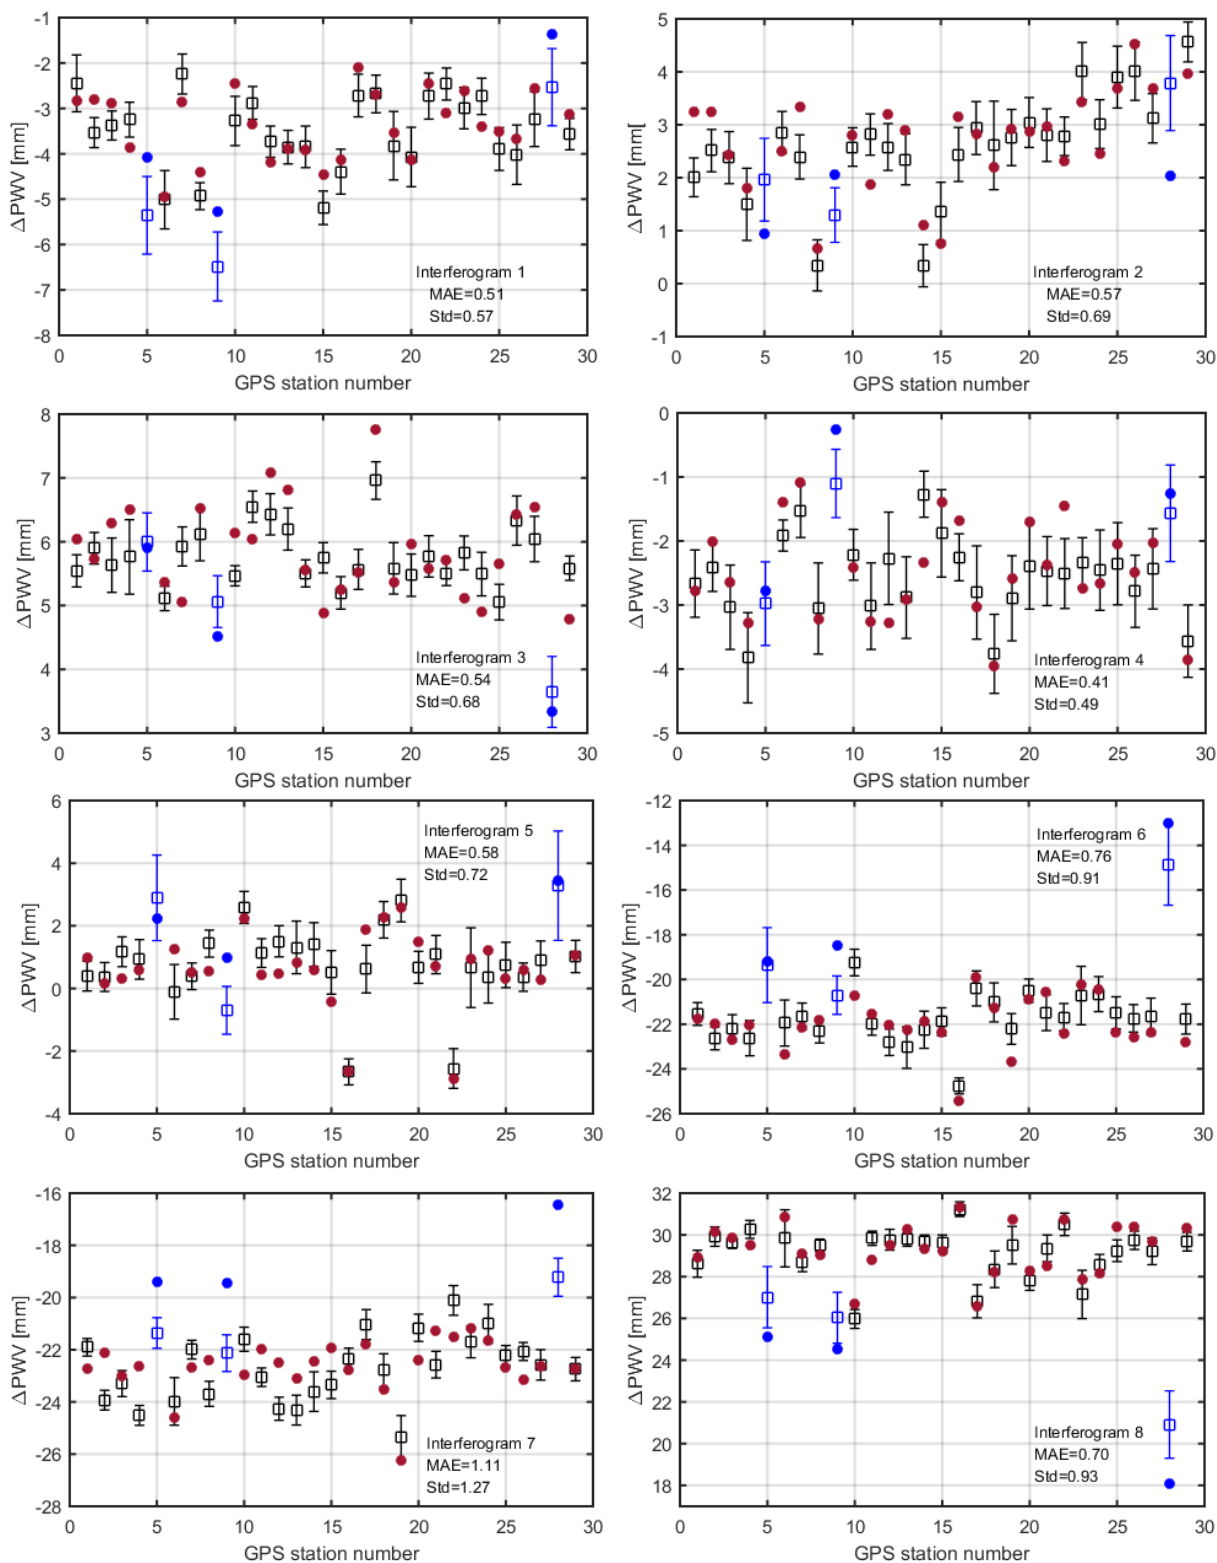 -1
-2
-3
-4
-5
-6
-7
-8
ΔPWV [mm]
Interferogram 1
MAE=0.51
Std=0.57
0 5 10 15 20 25 30
GPS station number
5
4
3
2
1
0
-1
ΔPWV [mm[
Interferogram 2
MAE=0.57
Std=0.69
0 5 10 15 20 25 30
GPS station number
8
7
6
5
4
3
ΔPWV [mm]
Interferogram 3
MAE=0.54
Std=0.68
0 5 10 15 20 25 30
GPS station number
0
-1
-2
-3
-4
-5
ΔPWV [mm]
Interferogram 4
MAE=0.41
Std=0.49
0 5 10 15 20 25 30
GPS station number
6
4
2
0
-2
-4
ΔPWV [mm]
Interferogram 5
MAE=0.58
Std=0.72
0 5 10 15 20 25 30
GPS station number
-12
-14
-16
-18
-20
-22
-24
-26
ΔPWV [mm]
Interferogram 6
MAE=0.76
Std=0.91
0 5 10 15 20 25 30
GPS station number
-16
-18
-20
-22
-24
-26
-28
ΔPWV [mm]
Interferogram 7
MAE=1.11
Std=1.27
0 5 10 15 20 25 30
GPS station number
32
30
28
26
24
22
20
18
ΔPWV [mm]
Interferogram 8
MAE=0.70
Std=0.93
0 5 10 15 20 25 30
GPS station number